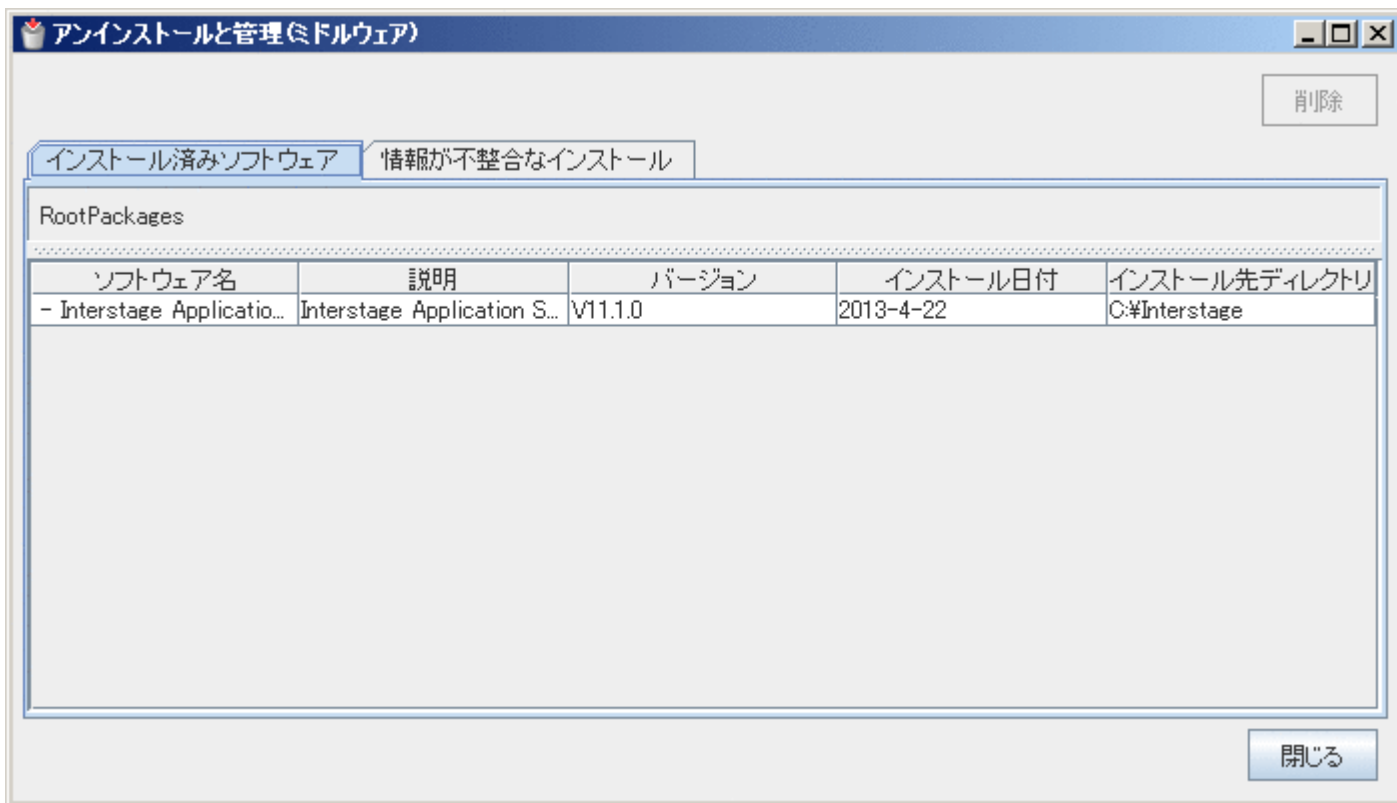 アンインストールと管理(ミドルウェア)
削除
インストール済みソフトウェア 情報が不整合なインストール
RootPackages
ソフトウェア名 説明 バージョン インストール日付 インストール先ディレクトリ
- Interstage Applicatio... Interstage Application S... V11.1.0 2013-4-22 C:¥Interstage
閉じる